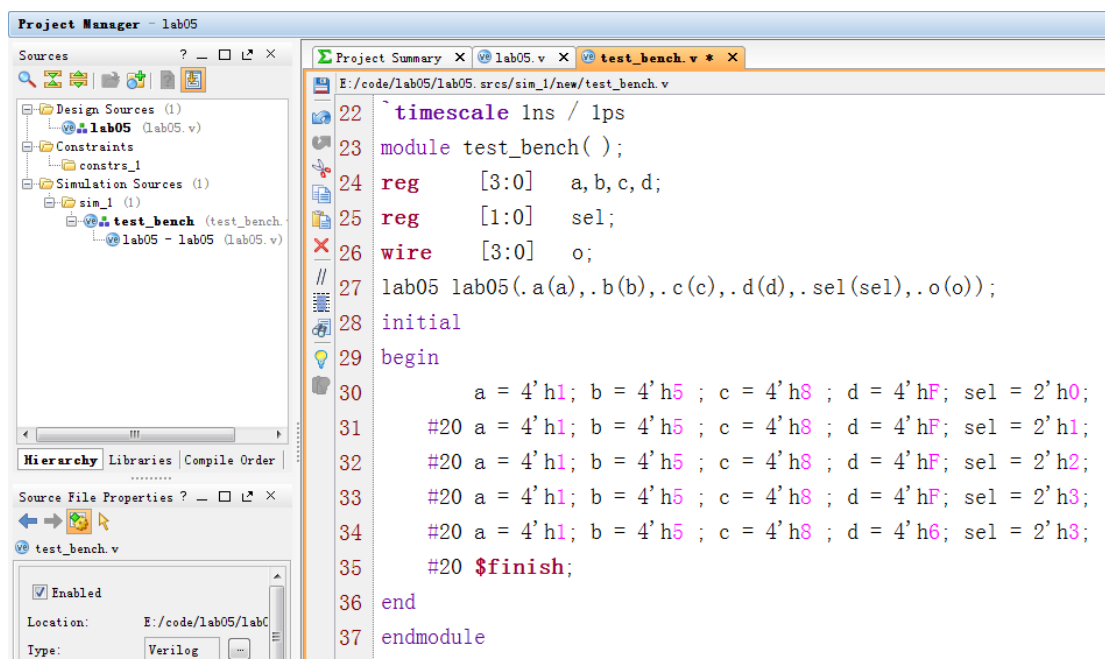 Project Manager - lab05
Sources
Design Sources (1)
lab05 (lab05.v)
Constraints
constrs_1
Simulation Sources (1)
sim_1 (1)
test_bench (test_bench.
lab05 - lab05 (lab05.v)
Hierarchy Libraries Compile Order
Source File Properties
test_bench.v
Enabled
Location: E:/code/lab05/lab0
Type: Verilog ...
Project Summary lab05.v test_bench.v *
E:/code/lab05/lab05.srcs/sim_1/new/test_bench.v
22 `timescale 1ns / 1ps
23 module test_bench( );
24 reg [3:0] a,b,c,d;
25 reg [1:0] sel;
26 wire [3:0] o;
27 lab05 lab05(.a(a),.b(b),.c(c),.d(d),.sel(sel),.o(o));
28 initial
29 begin
30 a = 4'h1; b = 4'h5 ; c = 4'h8 ; d = 4'hF; sel = 2'h0;
31 #20 a = 4'h1; b = 4'h5 ; c = 4'h8 ; d = 4'hF; sel = 2'h1;
32 #20 a = 4'h1; b = 4'h5 ; c = 4'h8 ; d = 4'hF; sel = 2'h2;
33 #20 a = 4'h1; b = 4'h5 ; c = 4'h8 ; d = 4'hF; sel = 2'h3;
34 #20 a = 4'h1; b = 4'h5 ; c = 4'h8 ; d = 4'h6; sel = 2'h3;
35 #20 $finish;
36 end
37 endmodule